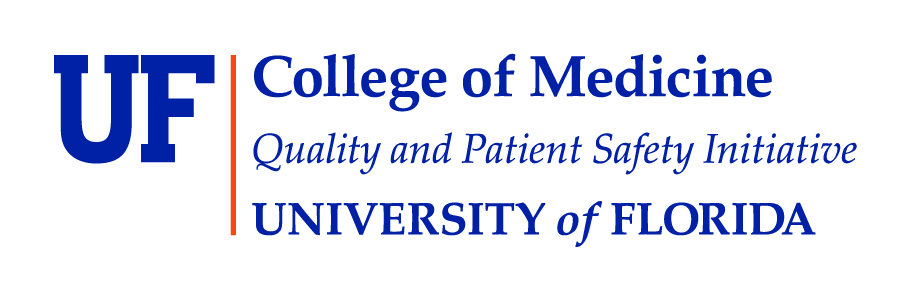 UF
College of Medicine
Quality and Patient Safety Initiative
UNIVERSITY of FLORIDA